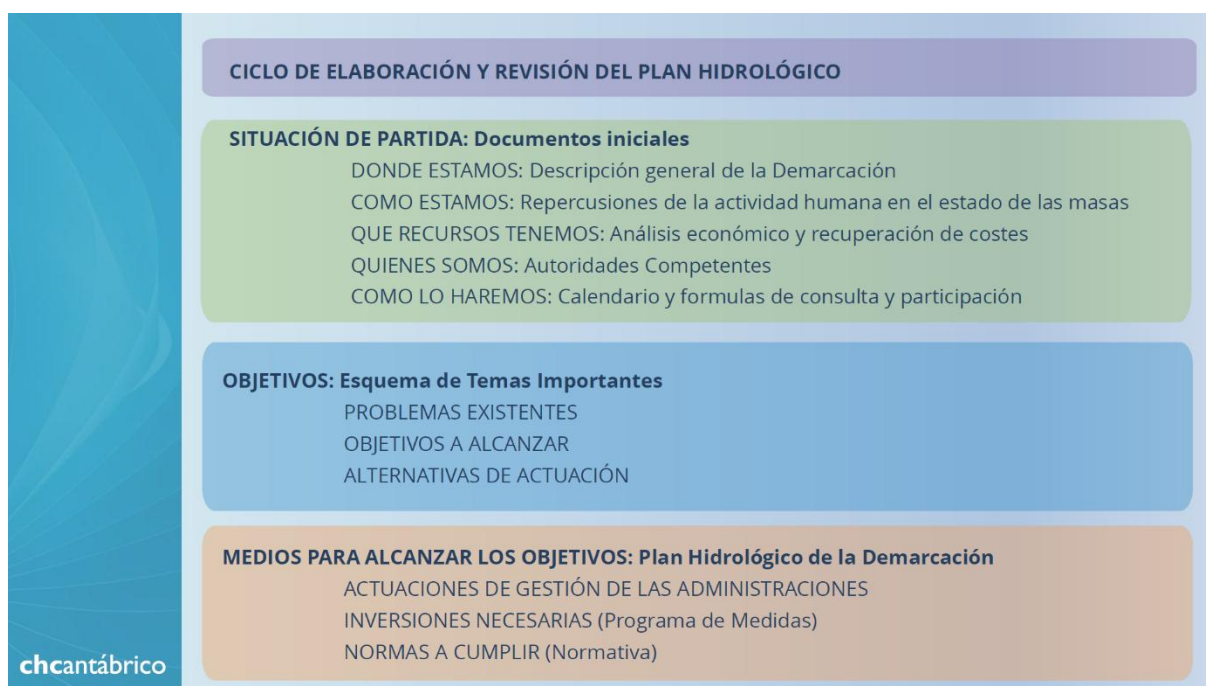 CICLO DE ELABORACIÓN Y REVISIÓN DEL PLAN HIDROLÓGICO
SITUACIÓN DE PARTIDA: Documentos iniciales
DONDE ESTAMOS: Descripción general de la Demarcación
COMO ESTAMOS: Repercusiones de la actividad humana en el estado de las masas
QUE RECURSOS TENEMOS: Análisis económico y recuperación de costes
QUIENES SOMOS: Autoridades Competentes
COMO LO HAREMOS: Calendario y formulas de consulta y participación
OBJETIVOS: Esquema de Temas Importantes
PROBLEMAS EXISTENTES
OBJETIVOS A ALCANZAR
ALTERNATIVAS DE ACTUACIÓN
MEDIOS PARA ALCANZAR LOS OBJETIVOS: Plan Hidrológico de la Demarcación
ACTUACIONES DE GESTIÓN DE LAS ADMINISTRACIONES
INVERSIONES NECESARIAS (Programa de Medidas)
NORMAS A CUMPLIR (Normativa)
chcantábrico